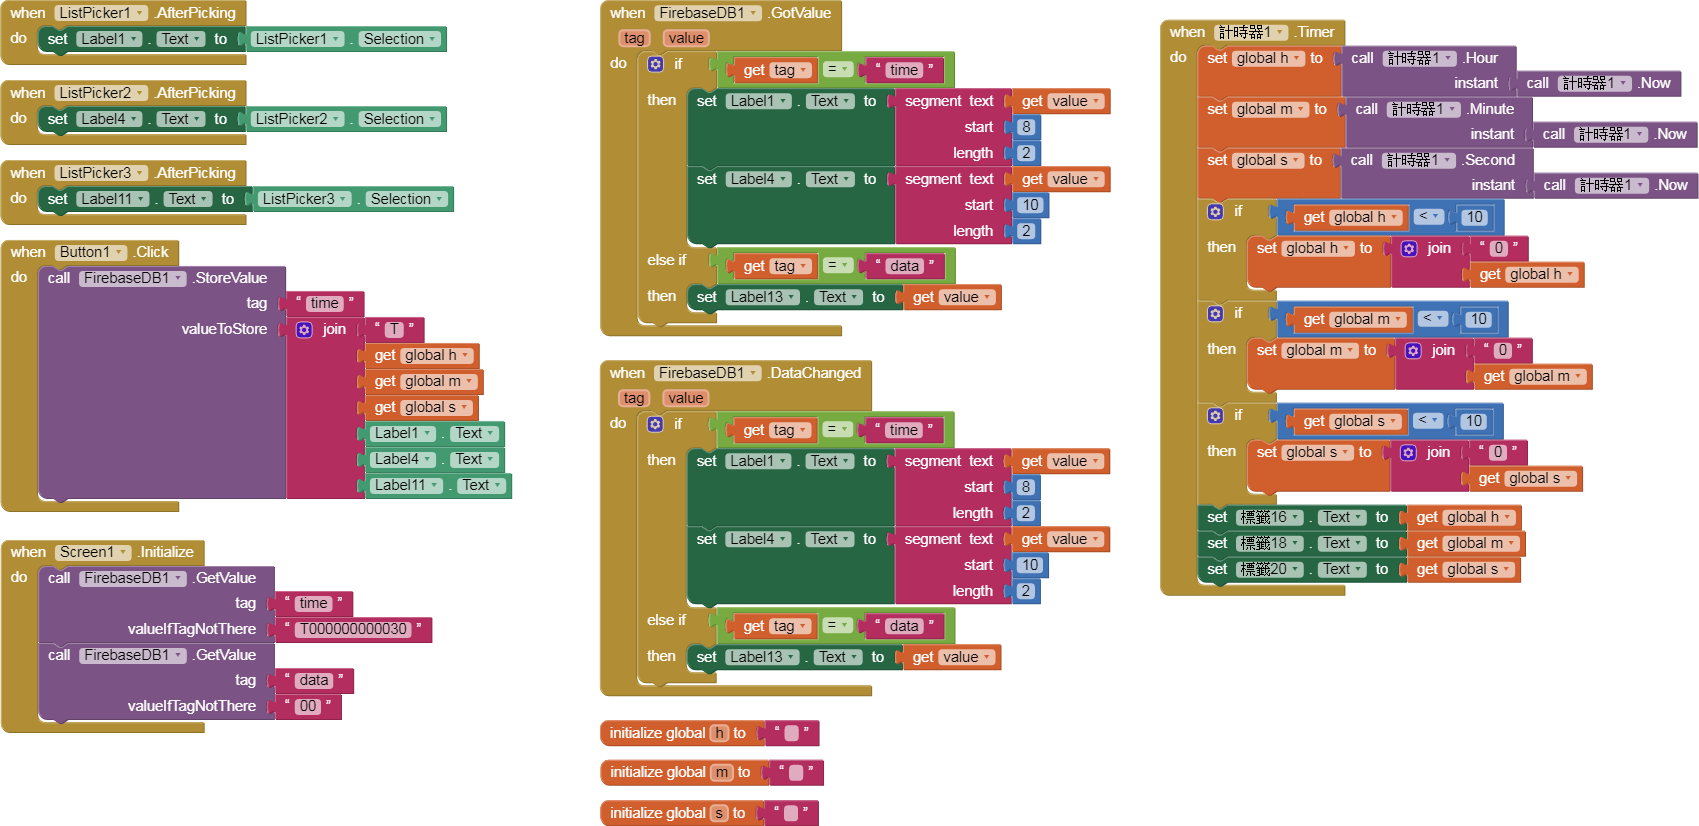 when ListPicker1 .AfterPicking
do set Label1 . Text to ListPicker1 . Selection
when ListPicker2 .AfterPicking
do set Label4 . Text to ListPicker2 . Selection
when ListPicker3 .AfterPicking
do set Label11 . Text to ListPicker3 . Selection
when Button1 .Click
do call FirebaseDB1 .StoreValue
tag " time "
valueToStore join " T "
get global h
get global m
get global s
Label1 . Text
Label4 . Text
Label11 . Text
when Screen1 .Initialize
do call FirebaseDB1 .GetValue
tag " time "
valueIfTagNotThere " T000000000030 "
call FirebaseDB1 .GetValue
tag " data "
valueIfTagNotThere " 00 "
when FirebaseDB1 .GotValue
tag value
do if get tag = " time "
then set Label1 . Text to segment text get value
start 8
length 2
set Label4 . Text to segment text get value
start 10
length 2
else if get tag = " data "
then set Label13 . Text to get value
when FirebaseDB1 .DataChanged
tag value
do if get tag = " time "
then set Label1 . Text to segment text get value
start 8
length 2
set Label4 . Text to segment text get value
start 10
length 2
else if get tag = " data "
then set Label13 . Text to get value
initialize global h to " "
initialize global m to " "
initialize global s to " "
when 計時器1 .Timer
do set global h to call 計時器1 .Hour
instant call 計時器1 .Now
set global m to call 計時器1 .Minute
instant call 計時器1 .Now
set global s to call 計時器1 .Second
instant call 計時器1 .Now
if get global h < 10
then set global h to join " 0 "
get global h
if get global m < 10
then set global m to join " 0 "
get global m
if get global s < 10
then set global s to join " 0 "
get global s
set 標籤16 . Text to get global h
set 標籤18 . Text to get global m
set 標籤20 . Text to get global s